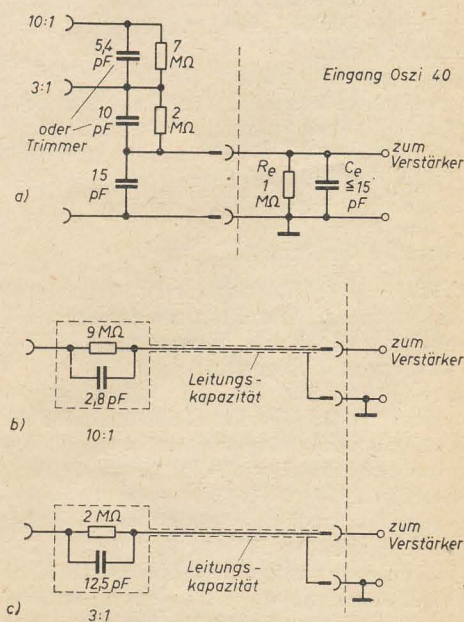 10:1
5,4
pF
7
MΩ
3:1
Eingang Oszi 40
10
pF
2
MΩ
oder
Trimmer
zum
Verstärker
15
pF
Re
1
MΩ
Ce
≤15
pF
a)
9 MΩ
2,8 pF
Leitungs-
kapazität
zum
Verstärker
b)
10:1
2 MΩ
12,5 pF
Leitungs-
kapazität
zum
Verstärker
c)
3:1